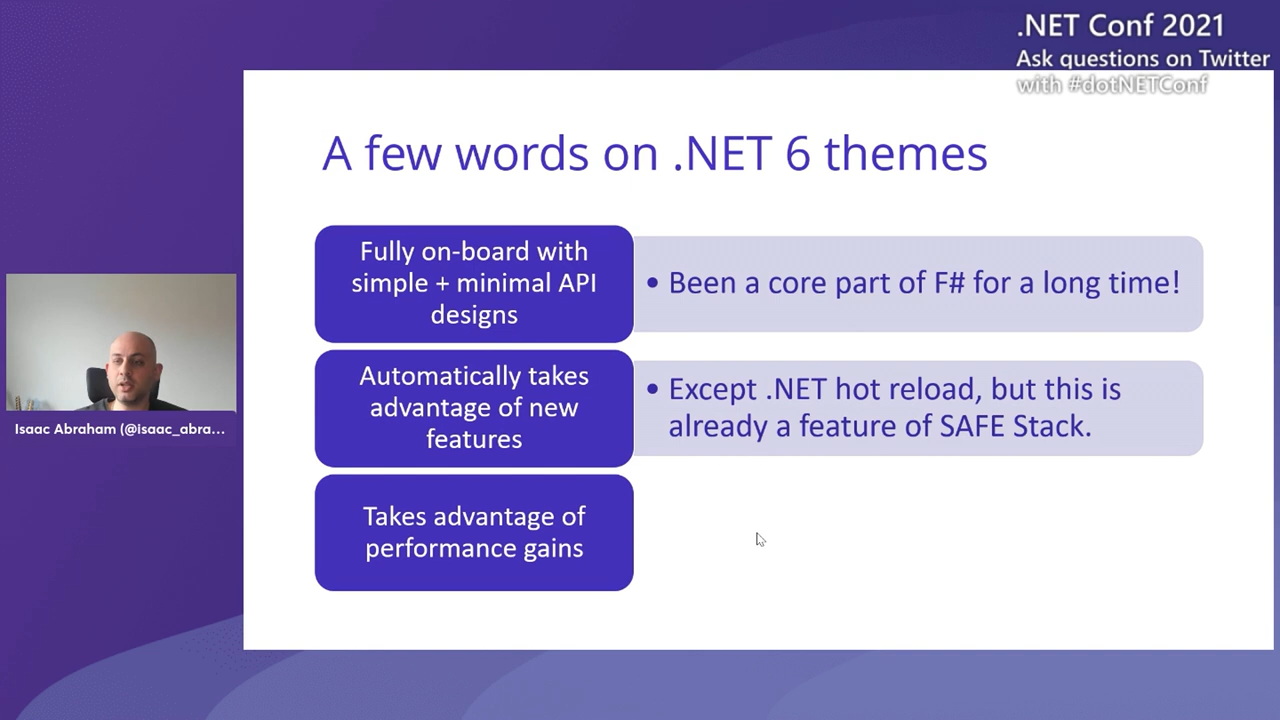 .NET Conf 2021
Ask questions on Twitter
with #dotNETConf
A few words on .NET 6 themes
Fully on-board with
simple + minimal API
designs
• Been a core part of F# for a long time!
Automatically takes
advantage of new
features
• Except .NET hot reload, but this is
already a feature of SAFE Stack.
Takes advantage of
performance gains
Isaac Abraham (@isaac_abra...